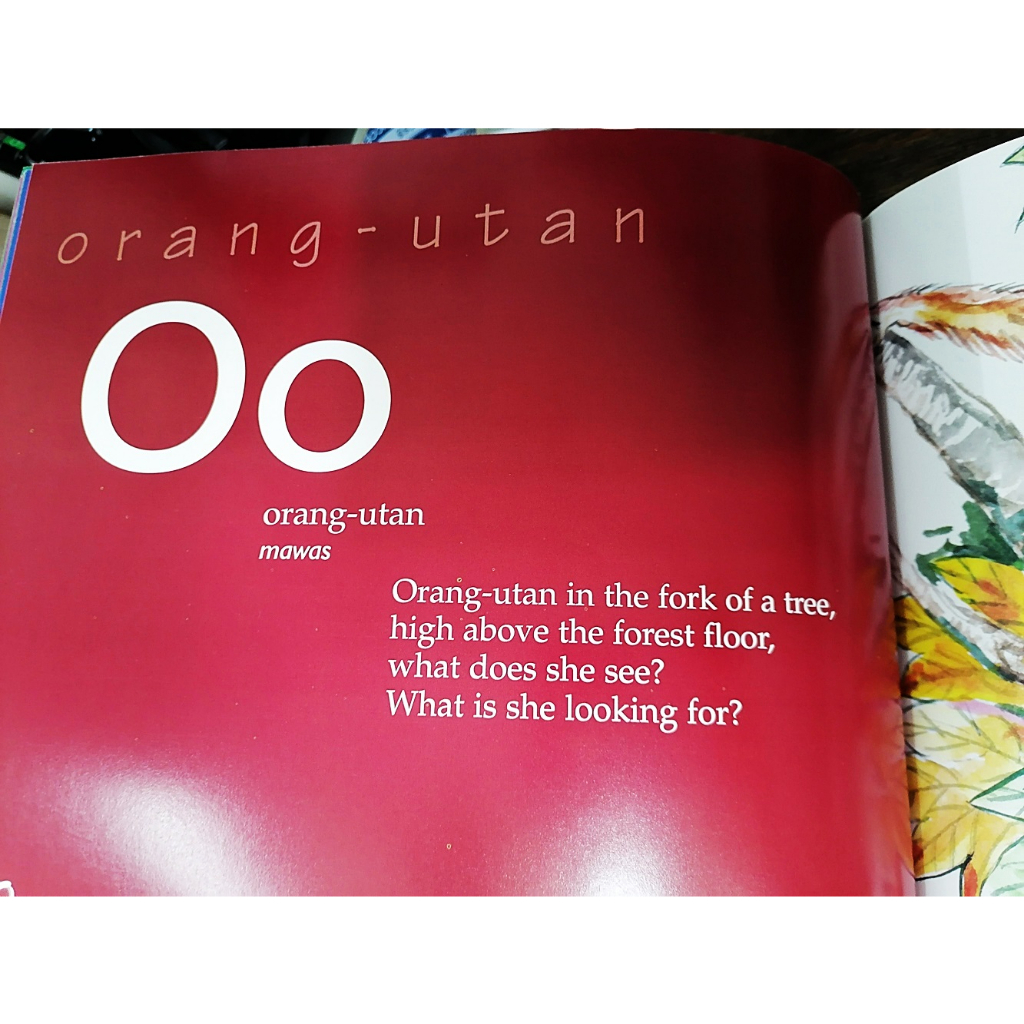 orang-utan
Oo
orang-utan
mawas
Orang-utan in the fork of a tree,
high above the forest floor,
what does she see?
What is she looking for?